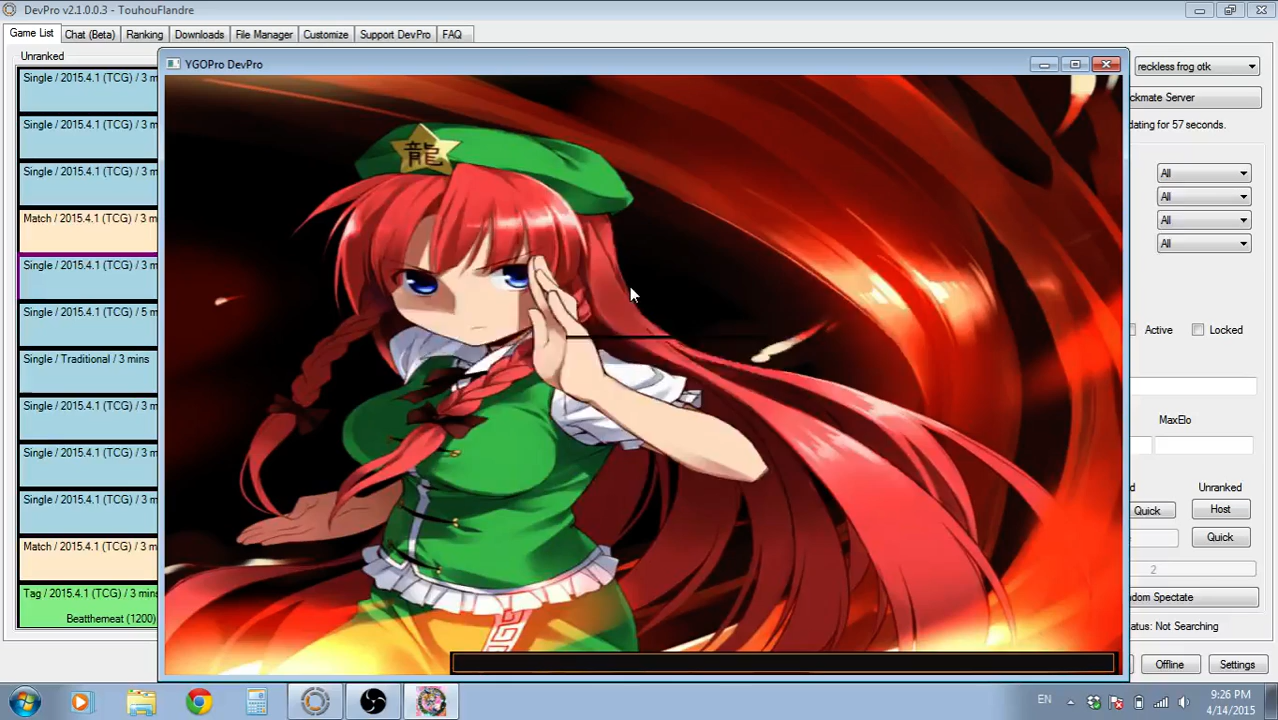 DevPro v2.1.0.0.3 - TouhouFlandre
Game List
Chat (Beta)
Ranking
Downloads
File Manager
Customize
Support DevPro
FAQ
Unranked
YGOPro DevPro
reckless frog otk
Single / 2015.4.1 (TCG) / 3 m
ckmate Server
Single / 2015.4.1 (TCG) / 3 m
dating for 57 seconds.
龍
Single / 2015.4.1 (TCG) / 3 m
All
All
Match / 2015.4.1 (TCG) / 3 m
All
All
Single / 2015.4.1 (TCG) / 3 m
Single / 2015.4.1 (TCG) / 5 m
Active
Locked
Single / Traditional / 3 mins
Single / 2015.4.1 (TCG) / 3 m
MaxElo
Single / 2015.4.1 (TCG) / 3 m
Unranked
Single / 2015.4.1 (TCG) / 3 m
Quick
Host
Quick
Match / 2015.4.1 (TCG) / 3 m
2
Tag / 2015.4.1 (TCG) / 3 m
dom Spectate
Beatthemeat (1200)
atus: Not Searching
Offline
Settings
EN
9:26 PM
4/14/2015